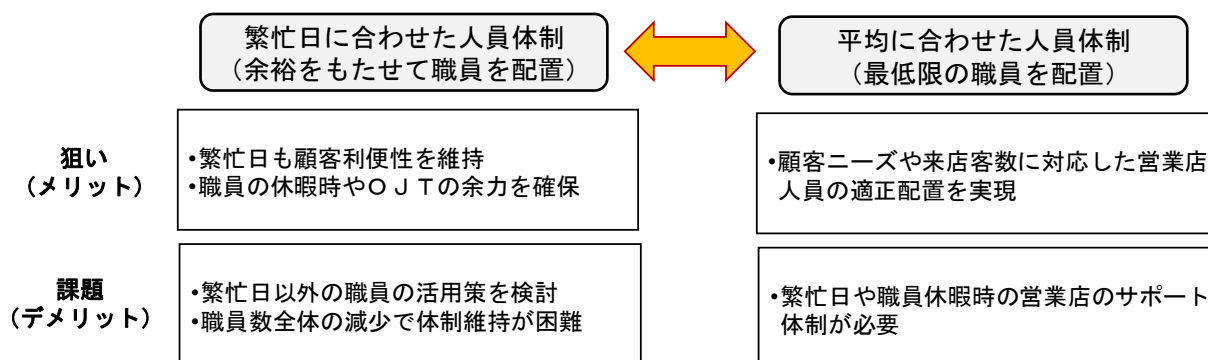 繁忙日に合わせた人員体制
（余裕をもたせて職員を配置）
平均に合わせた人員体制
（最低限の職員を配置）
狙い
（メリット）
•繁忙日も顧客利便性を維持
•職員の休暇時やＯＪＴの余力を確保
•顧客ニーズや来店客数に対応した営業店
人員の適正配置を実現
課題
（デメリット）
•繁忙日以外の職員の活用策を検討
•職員数全体の減少で体制維持が困難
•繁忙日や職員休暇時の営業店のサポート
体制が必要